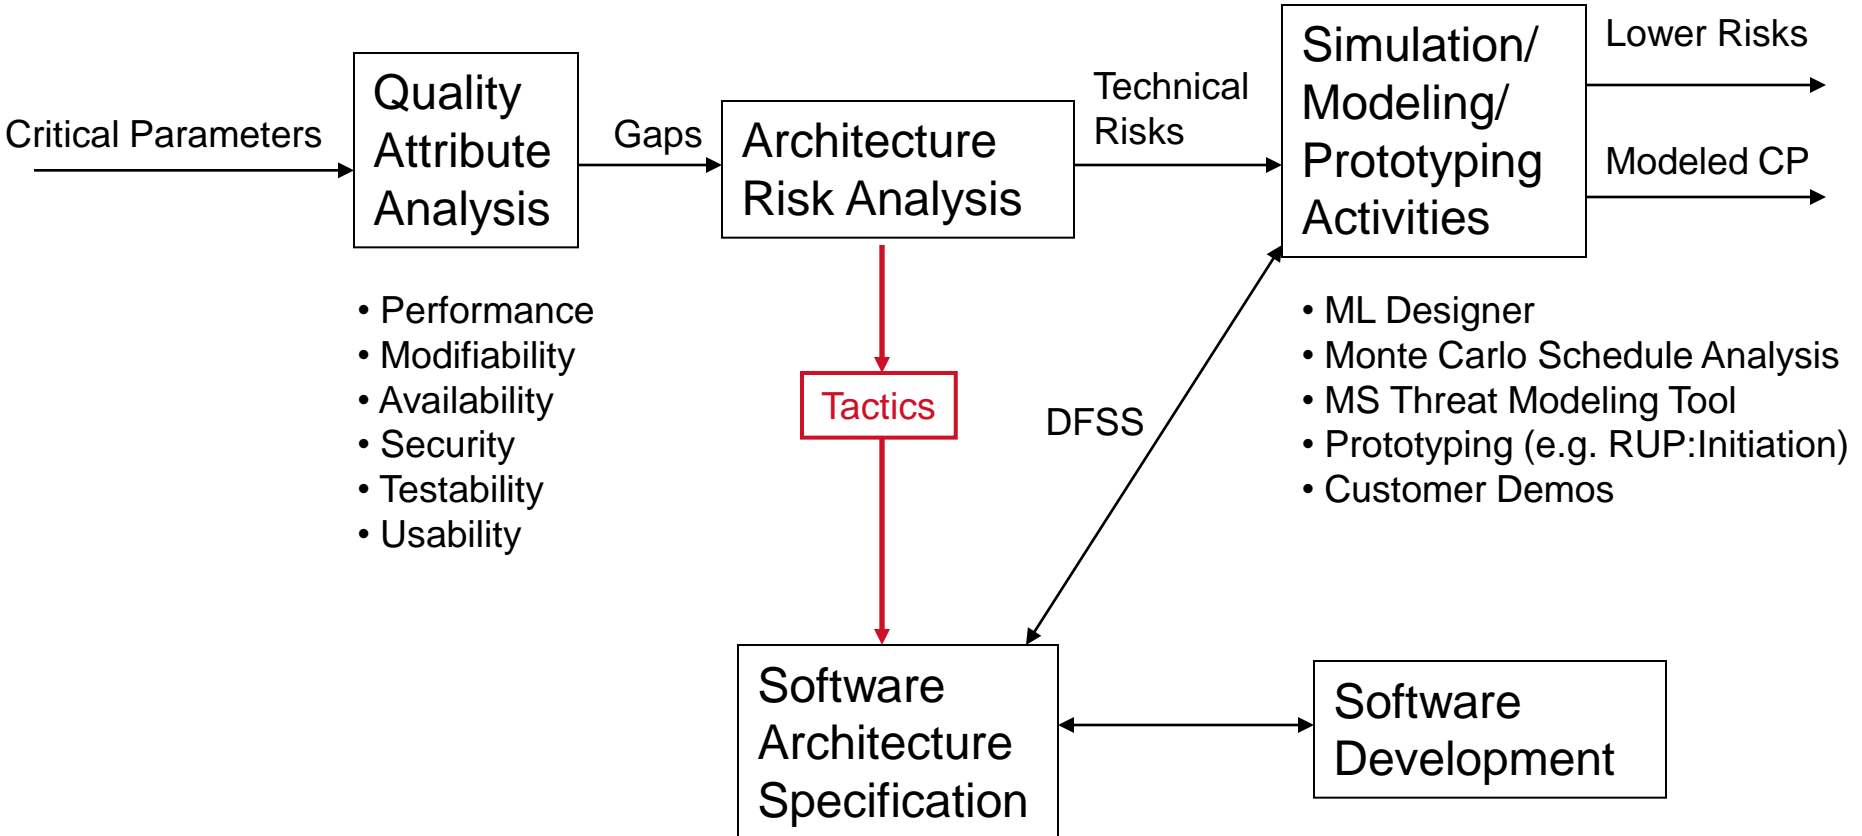 Critical Parameters
Quality
Attribute
Analysis
Gaps
Architecture
Risk Analysis
Technical
Risks
Simulation/
Modeling/
Prototyping
Activities
Lower Risks
Modeled CP
• Performance
• Modifiability
• Availability
• Security
• Testability
• Usability
Tactics
DFSS
• ML Designer
• Monte Carlo Schedule Analysis
• MS Threat Modeling Tool
• Prototyping (e.g. RUP:Initiation)
• Customer Demos
Software
Architecture
Specification
Software
Development